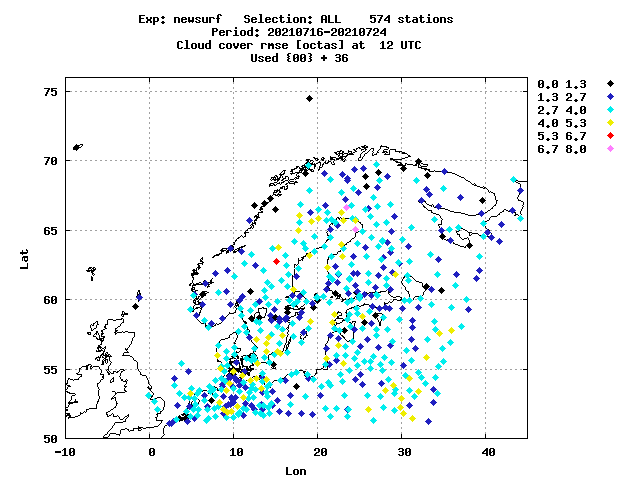 Exp: newsurf   Selection: ALL    574 stations
Period: 20210716-20210724
Cloud cover rmse [octas] at  12 UTC
Used {00} + 36
0.0 1.3
1.3 2.7
2.7 4.0
4.0 5.3
5.3 6.7
6.7 8.0
75
70
65
60
55
50
Lat
-10 0 10 20 30 40
Lon